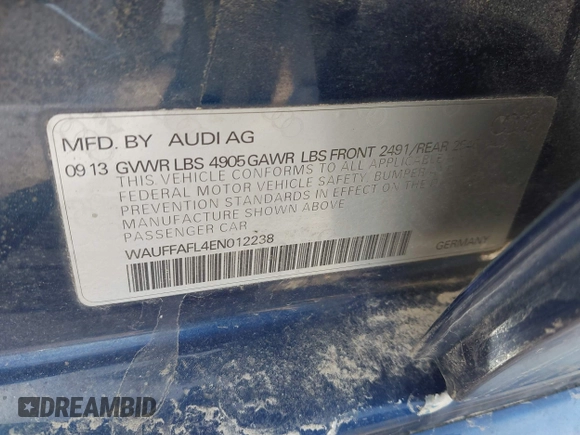 MFD. BY AUDI AG
09 13 GVWR LBS 4905 GAWR LBS FRONT 2491/REAR
THIS VEHICLE CONFORMS TO ALL APPLICABLE
FEDERAL MOTOR VEHICLE SAFETY, BUMPER
PREVENTION STANDARDS IN EFFECT ON THE
MANUFACTURE SHOWN ABOVE
PASSENGER CAR
WAUFFAFL4EN012238
GERMANY
DREAMBID